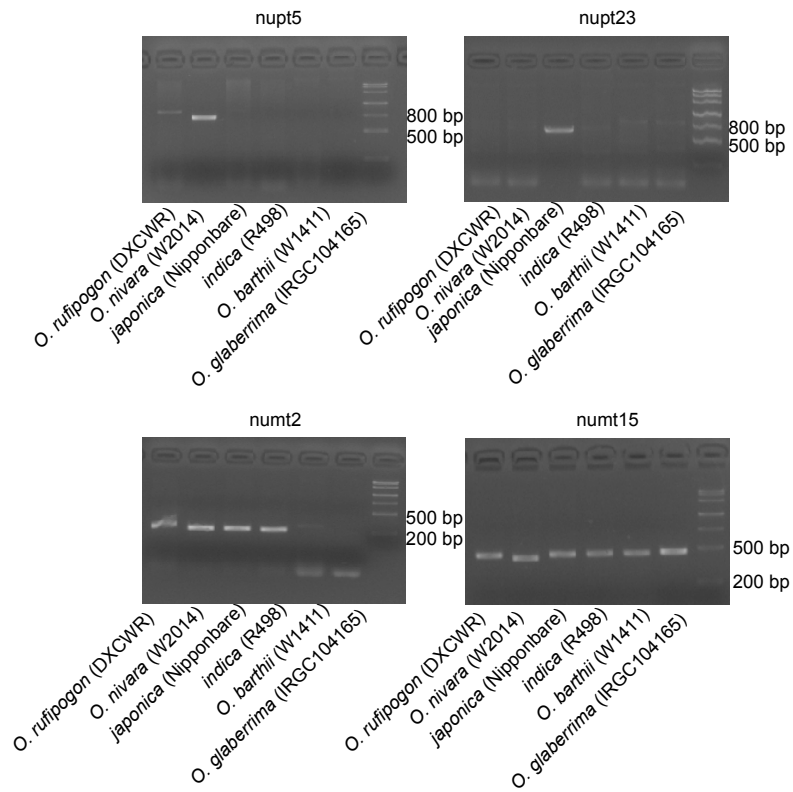 nupt5
nupt23
800 bp
500 bp
800 bp
500 bp
O. rufipogon (DXCWR)
O. nivara (W2014)
japonica (Nipponbare)
indica (R498)
O. barthii (W1411)
O. glaberrima (IRGC104165)
O. rufipogon (DXCWR)
O. nivara (W2014)
japonica (Nipponbare)
indica (R498)
O. barthii (W1411)
O. glaberrima (IRGC104165)
numt2
numt15
500 bp
200 bp
500 bp
200 bp
O. rufipogon (DXCWR)
O. nivara (W2014)
japonica (Nipponbare)
indica (R498)
O. barthii (W1411)
O. glaberrima (IRGC104165)
O. rufipogon (DXCWR)
O. nivara (W2014)
japonica (Nipponbare)
indica (R498)
O. barthii (W1411)
O. glaberrima (IRGC104165)